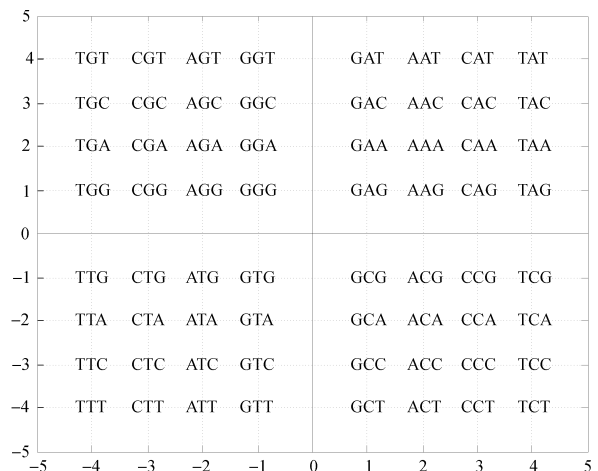 5
4 TGT CGT AGT GGT GAT AAT CAT TAT
3 TGC CGC AGC GGC GAC AAC CAC TAC
2 TGA CGA AGA GGA GAA AAA CAA TAA
1 TGG CGG AGG GGG GAG AAG CAG TAG
0
−1 TTG CTG ATG GTG GCG ACG CCG TCG
−2 TTA CTA ATA GTA GCA ACA CCA TCA
−3 TTC CTC ATC GTC GCC ACC CCC TCC
−4 TTT CTT ATT GTT GCT ACT CCT TCT
−5
−5 −4 −3 −2 −1 0 1 2 3 4 5